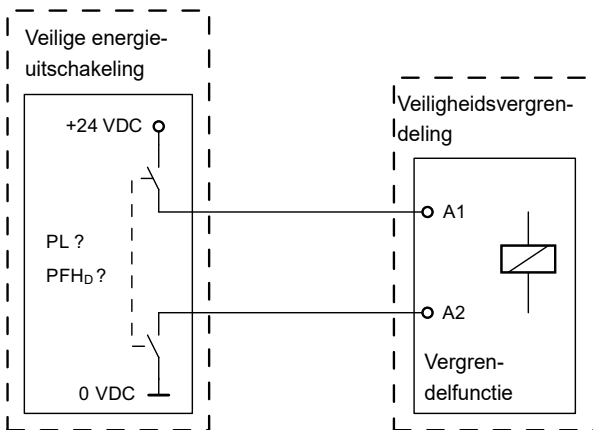 Veilige energie-
uitschakeling
+24 VDC
PL ?
PFHD ?
0 VDC
Veiligheidsvergren-
deling
A1
A2
Vergren-
delfunctie